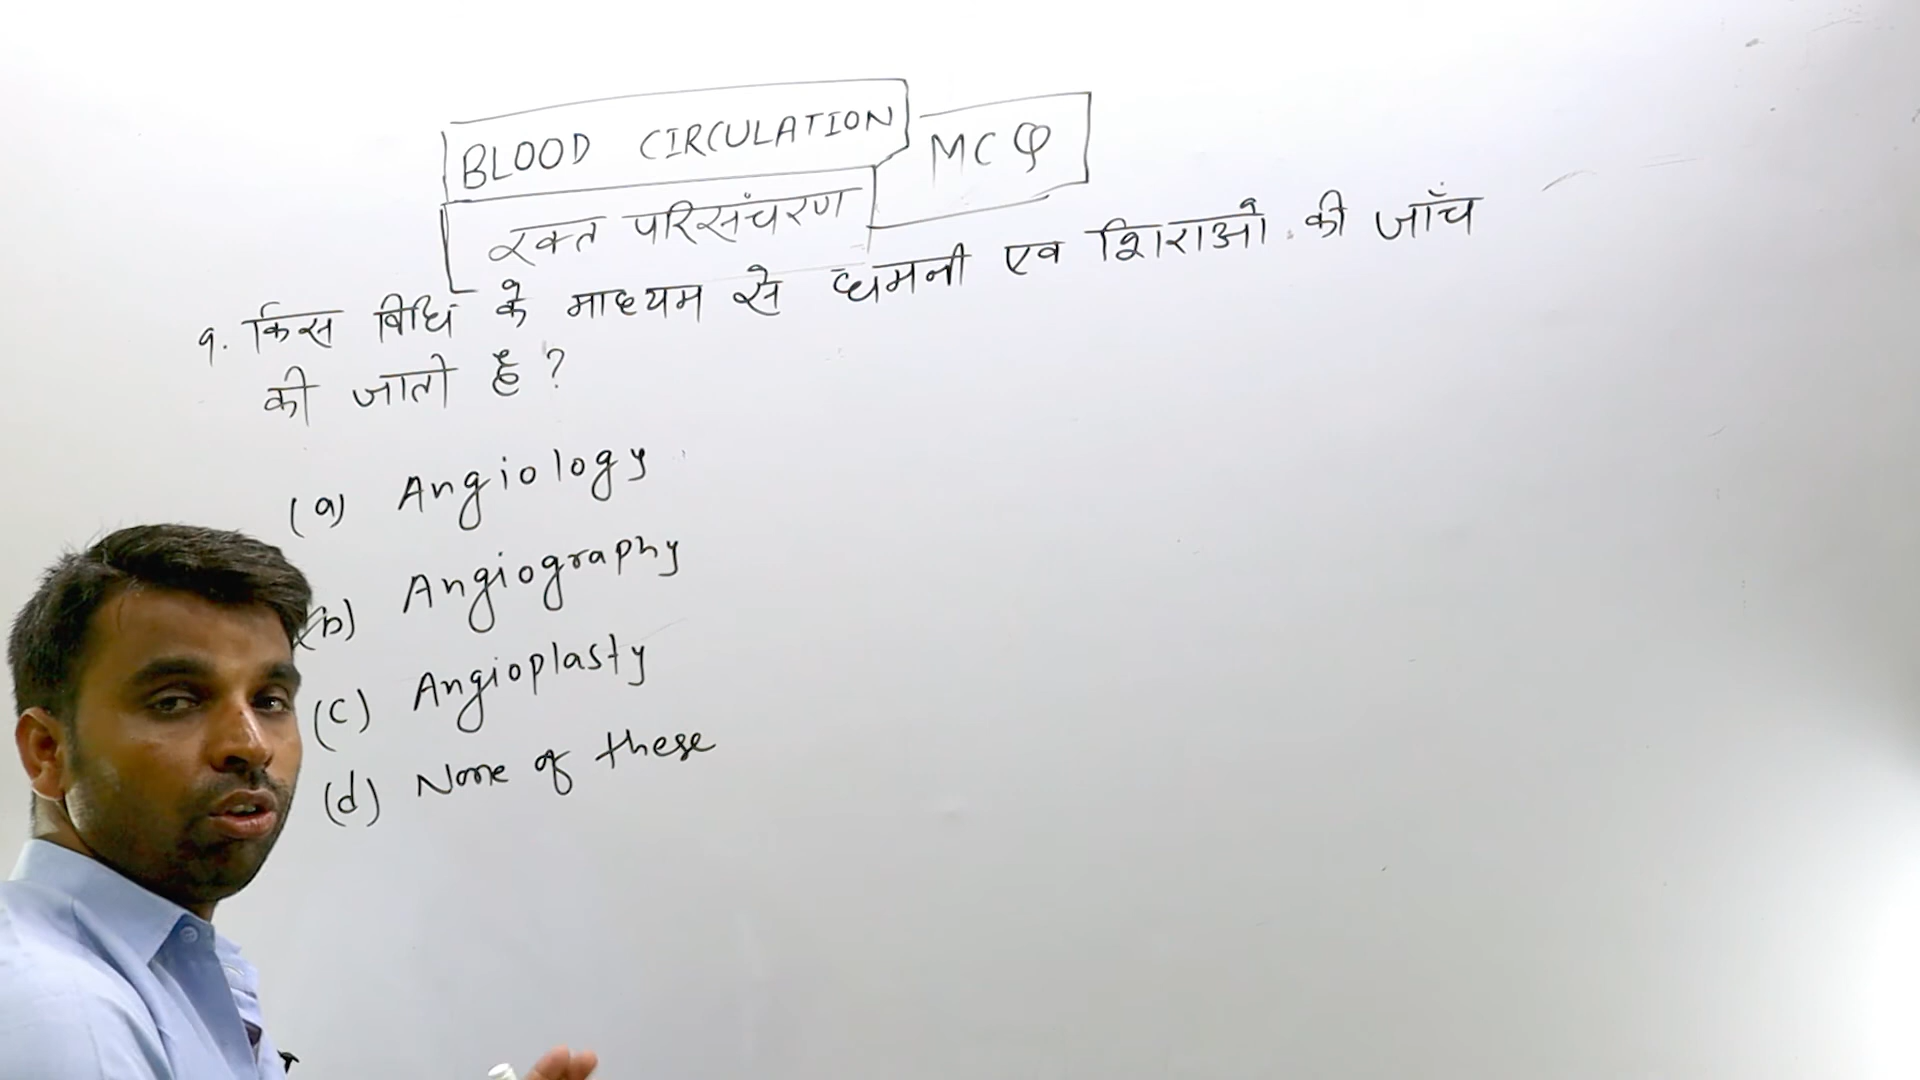 BLOOD CIRCULATION MCQ
रक्त परिसंचरण
9. किस विधि के माध्यम से धमनी एव शिराओ की जाँच
की जाती है ?
(a) Angiology
(b) Angiography
(c) Angioplasty
(d) None of these